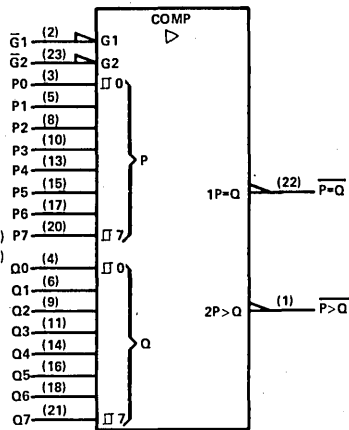 COMP
▷
G̅1 (2) G1
G̅2 (23) G2
P0 (3) 0
P1 (5)
P2 (8)
P3 (10)
P4 (13)
P5 (15)
P6 (17)
P7 (20) 7
P
Q0 (4) 0
Q1 (6)
Q2 (9)
Q3 (11)
Q4 (14)
Q5 (16)
Q6 (18)
Q7 (21) 7
Q
1P=Q (22) P̅=̅Q̅
2P>Q (1) P̅>̅Q̅
)
)